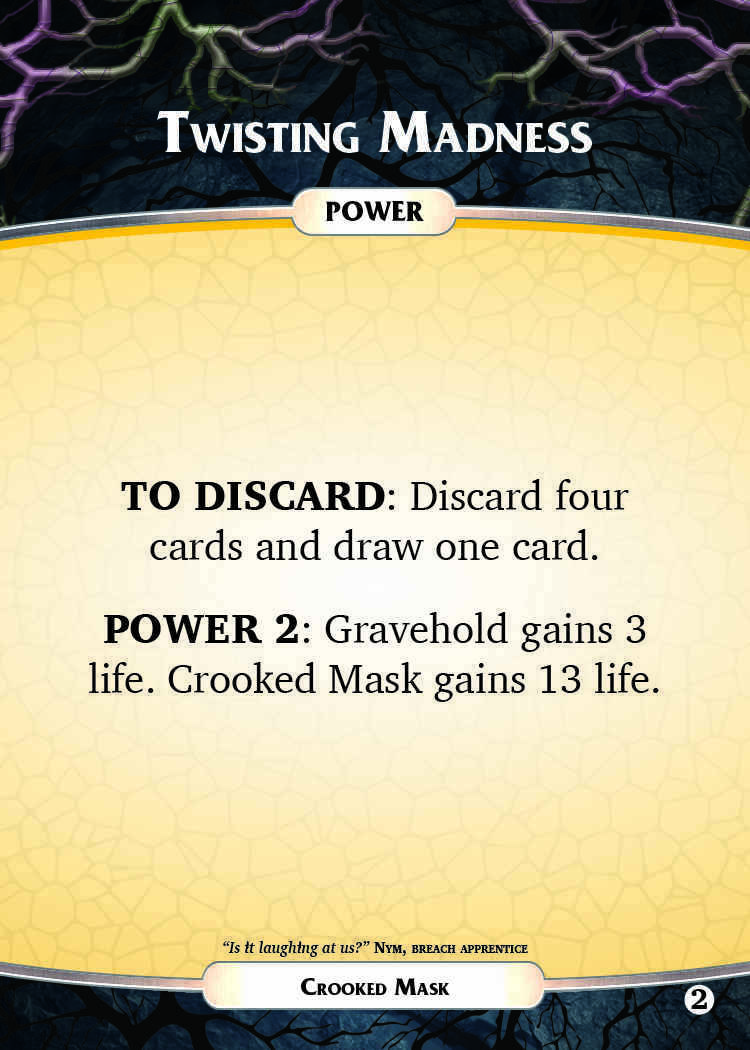 Twisting Madness
POWER
TO DISCARD: Discard four
cards and draw one card.
POWER 2: Gravehold gains 3
life. Crooked Mask gains 13 life.
“Is it laughing at us?” Nym, breach apprentice
Crooked Mask
2